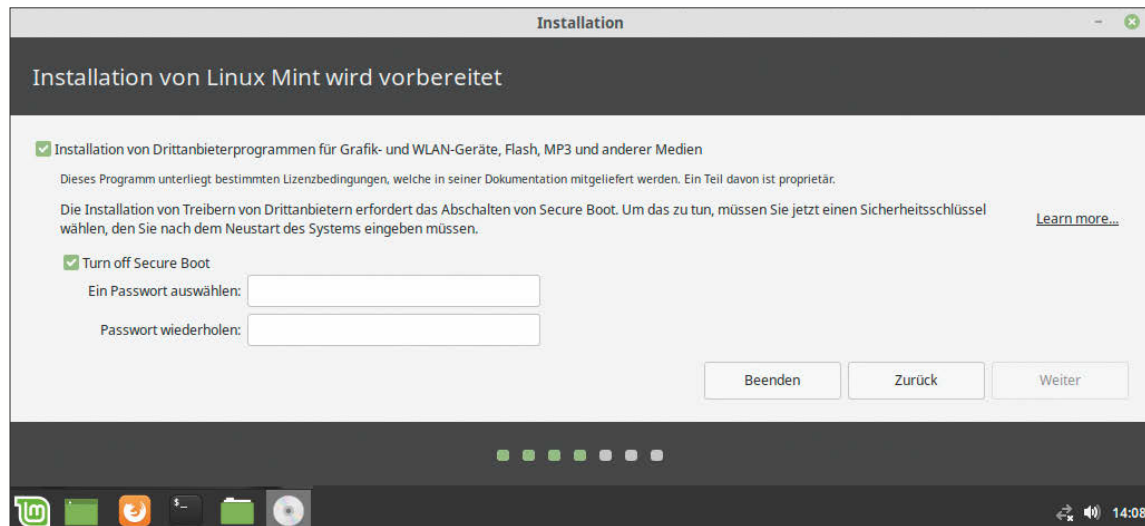 Installation
Installation von Linux Mint wird vorbereitet
Installation von Drittanbieterprogrammen für Grafik- und WLAN-Geräte, Flash, MP3 und anderer Medien
Dieses Programm unterliegt bestimmten Lizenzbedingungen, welche in seiner Dokumentation mitgeliefert werden. Ein Teil davon ist proprietär.
Die Installation von Treibern von Drittanbietern erfordert das Abschalten von Secure Boot. Um das zu tun, müssen Sie jetzt einen Sicherheitsschlüssel
wählen, den Sie nach dem Neustart des Systems eingeben müssen.
Learn more...
Turn off Secure Boot
Ein Passwort auswählen:
Passwort wiederholen:
Beenden
Zurück
Weiter
$_
14:08